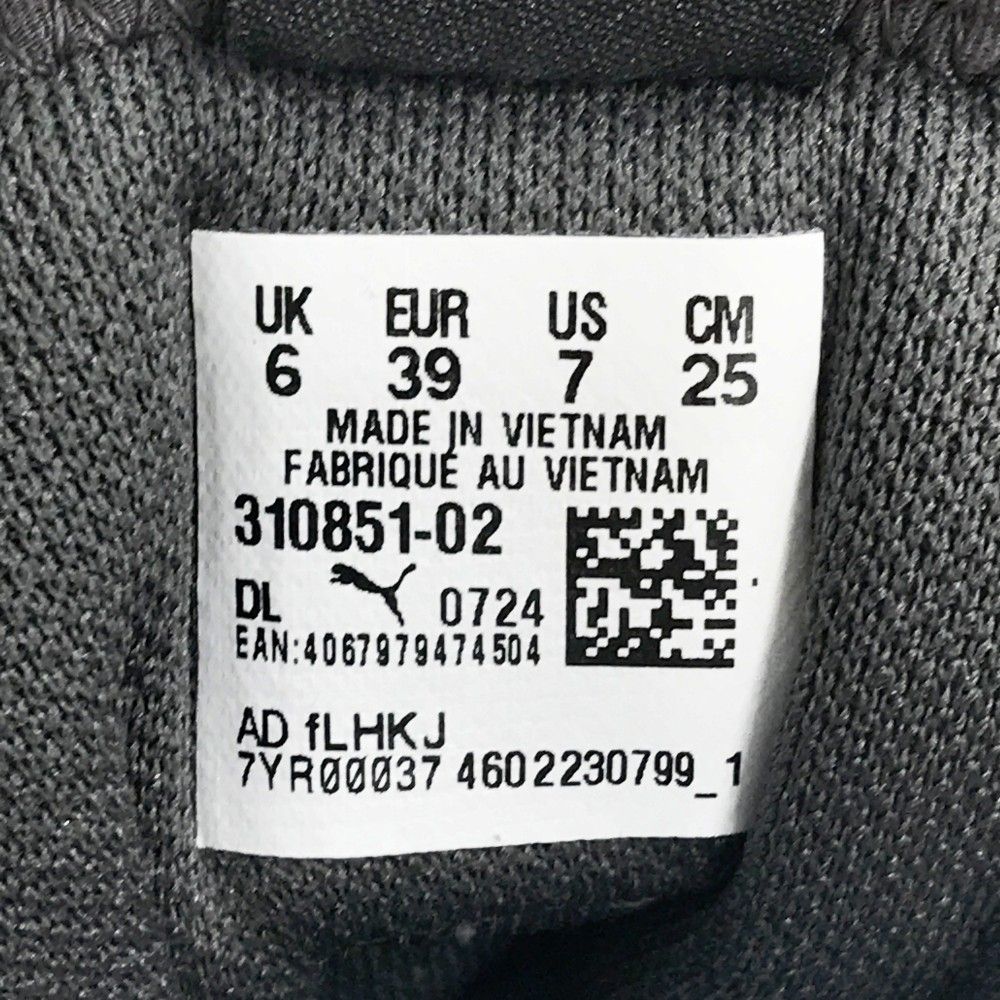 UK EUR US CM
6 39 7 25
MADE IN VIETNAM
FABRIQUE AU VIETNAM
310851-02
DL 0724
EAN:4067979474504
AD fLHKJ
7YR00037 4602230799_1